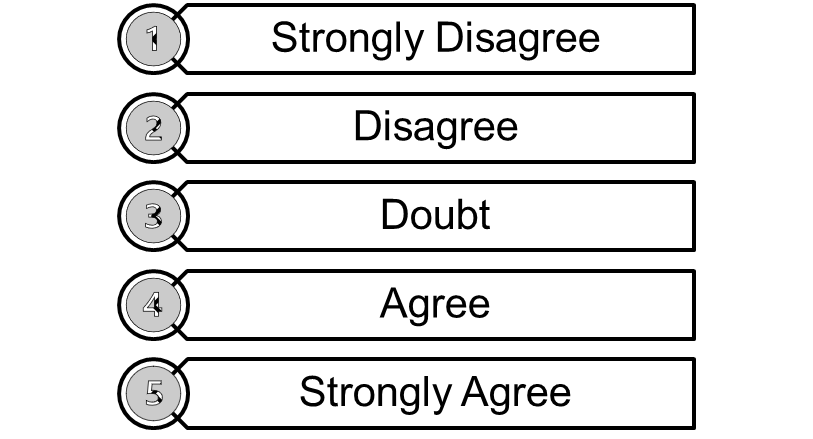 1 Strongly Disagree
2 Disagree
3 Doubt
4 Agree
5 Strongly Agree